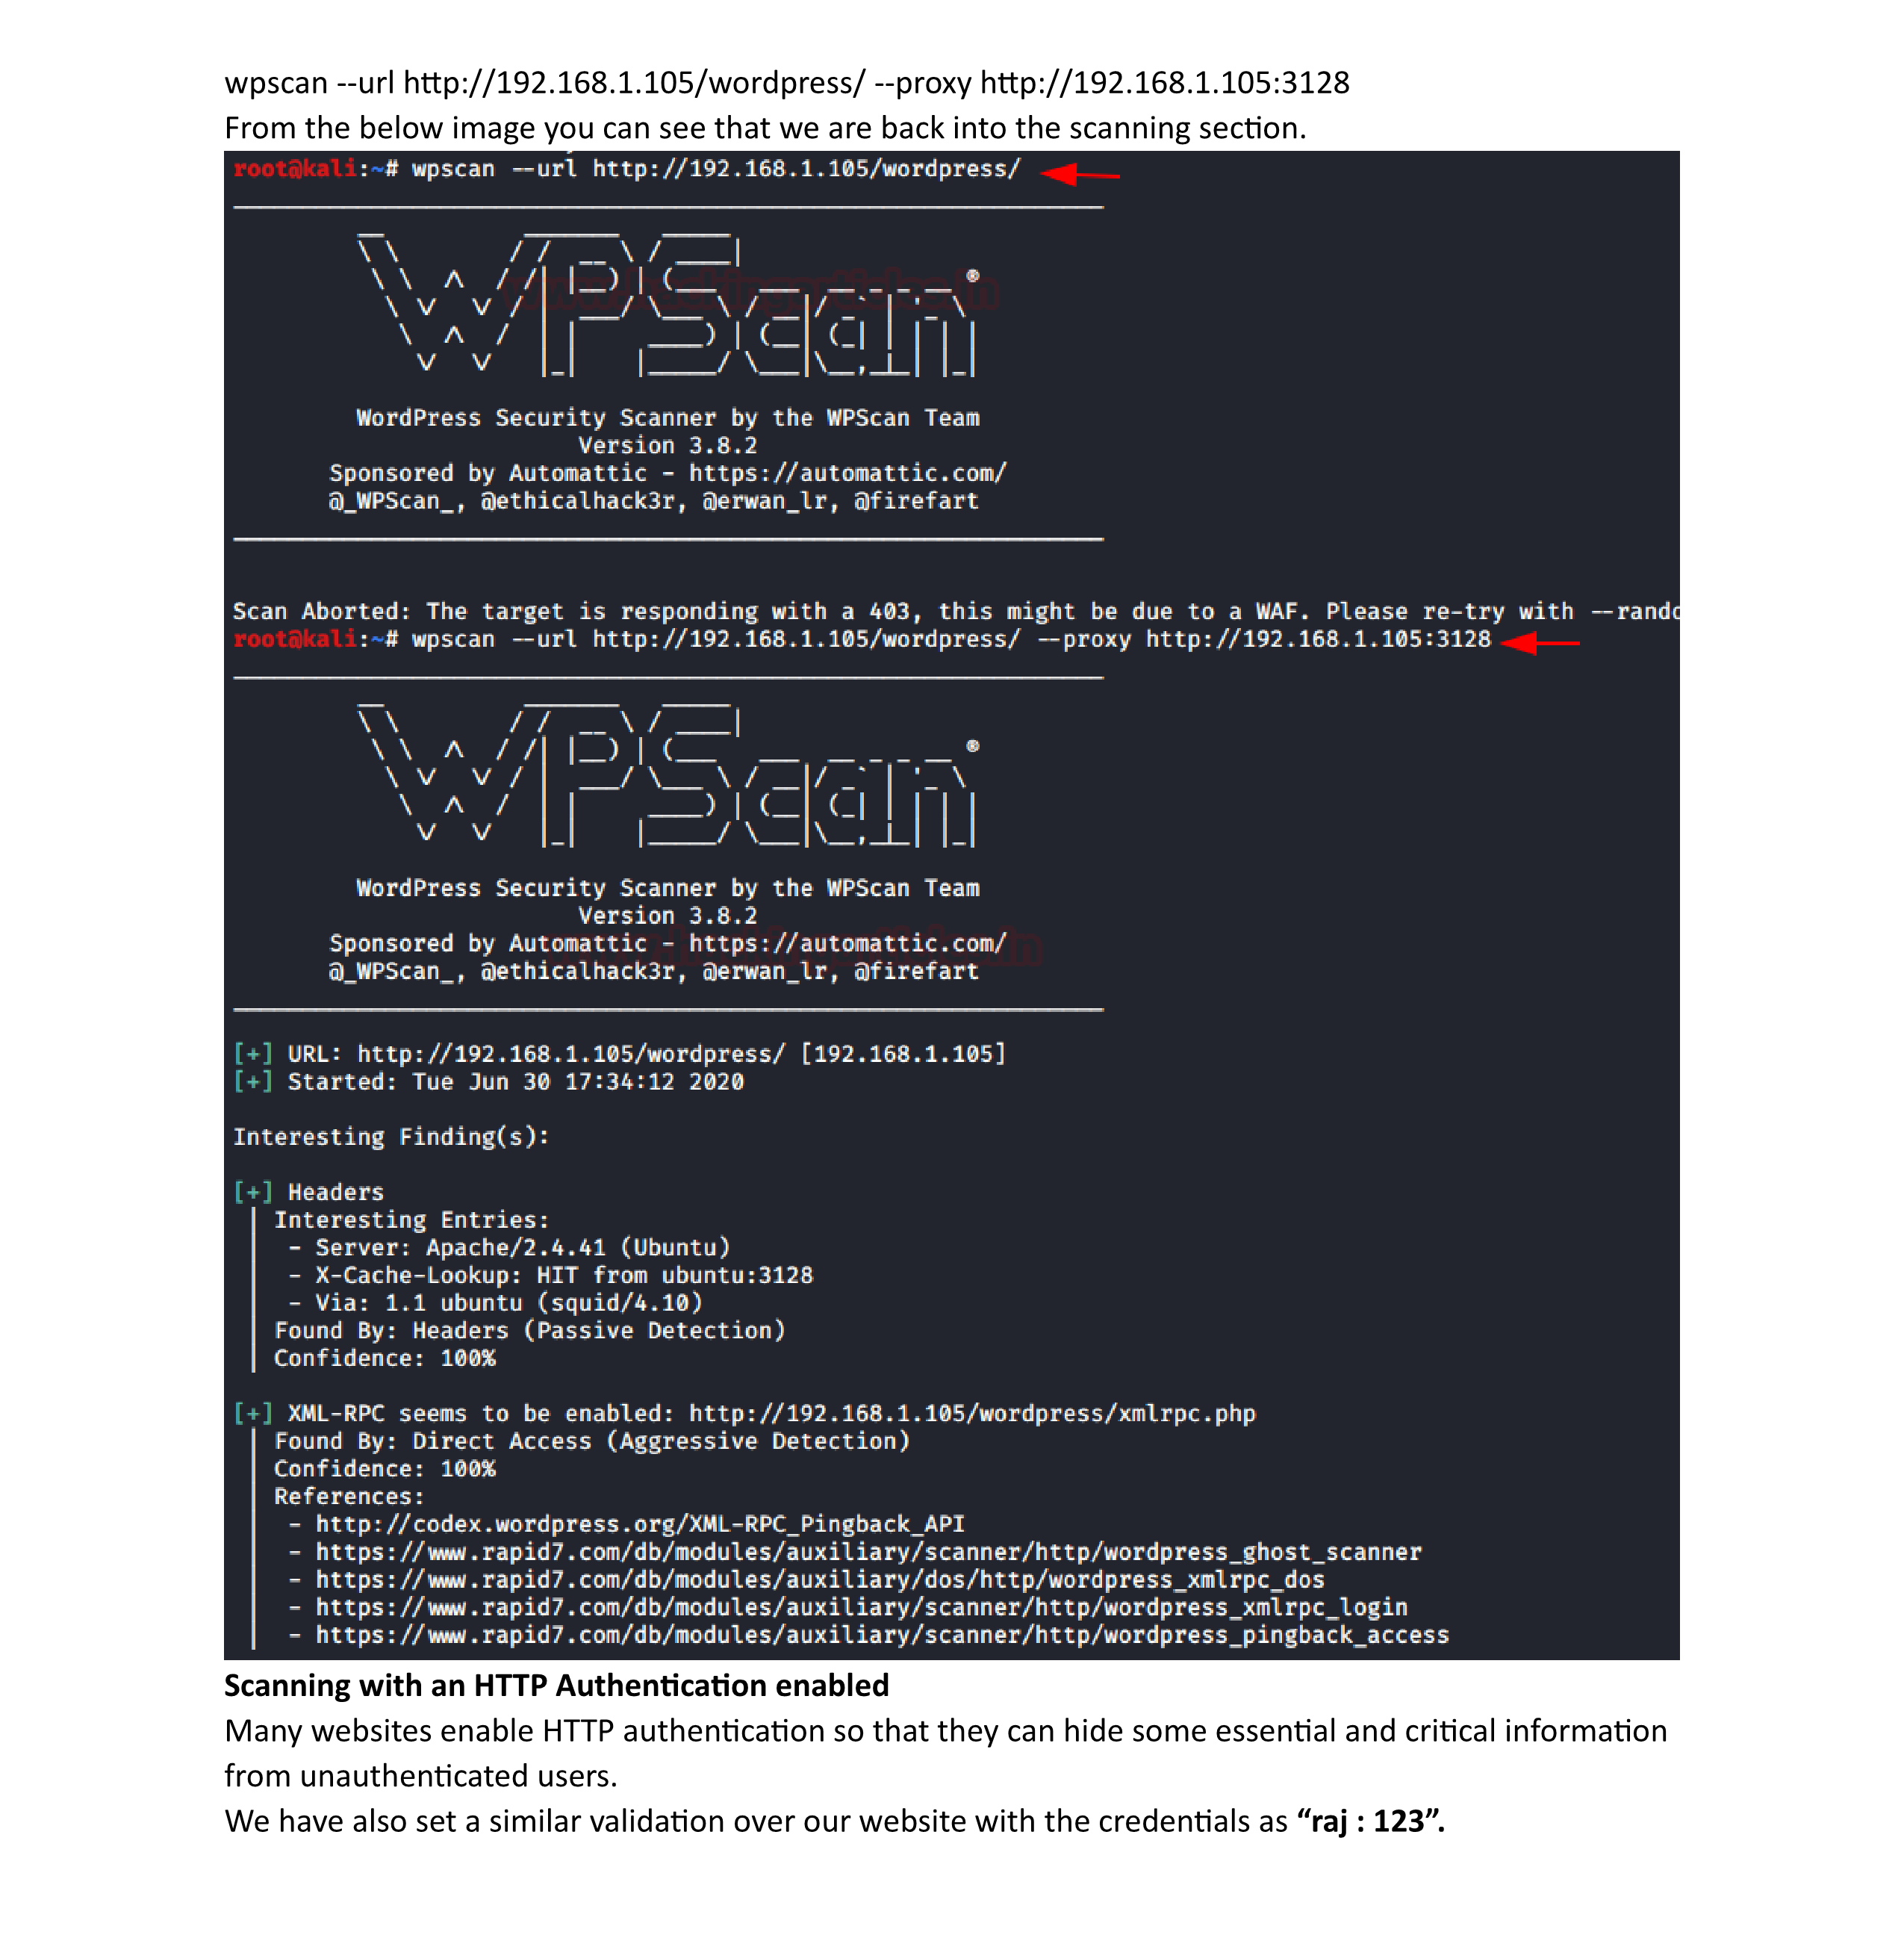 wpscan --url http://192.168.1.105/wordpress/ --proxy http://192.168.1.105:3128
From the below image you can see that we are back into the scanning section.
root@kali:~# wpscan --url http://192.168.1.105/wordpress/
WPScan ®
WordPress Security Scanner by the WPScan Team
Version 3.8.2
Sponsored by Automattic - https://automattic.com/
@_WPScan_, @ethicalhack3r, @erwan_lr, @firefart
Scan Aborted: The target is responding with a 403, this might be due to a WAF. Please re-try with --rando
root@kali:~# wpscan --url http://192.168.1.105/wordpress/ --proxy http://192.168.1.105:3128
WPScan ®
WordPress Security Scanner by the WPScan Team
Version 3.8.2
Sponsored by Automattic - https://automattic.com/
@_WPScan_, @ethicalhack3r, @erwan_lr, @firefart
[+] URL: http://192.168.1.105/wordpress/ [192.168.1.105]
[+] Started: Tue Jun 30 17:34:12 2020
Interesting Finding(s):
[+] Headers
| Interesting Entries:
|  - Server: Apache/2.4.41 (Ubuntu)
|  - X-Cache-Lookup: HIT from ubuntu:3128
|  - Via: 1.1 ubuntu (squid/4.10)
| Found By: Headers (Passive Detection)
| Confidence: 100%
[+] XML-RPC seems to be enabled: http://192.168.1.105/wordpress/xmlrpc.php
| Found By: Direct Access (Aggressive Detection)
| Confidence: 100%
| References:
|  - http://codex.wordpress.org/XML-RPC_Pingback_API
|  - https://www.rapid7.com/db/modules/auxiliary/scanner/http/wordpress_ghost_scanner
|  - https://www.rapid7.com/db/modules/auxiliary/dos/http/wordpress_xmlrpc_dos
|  - https://www.rapid7.com/db/modules/auxiliary/scanner/http/wordpress_xmlrpc_login
|  - https://www.rapid7.com/db/modules/auxiliary/scanner/http/wordpress_pingback_access
Scanning with an HTTP Authentication enabled
Many websites enable HTTP authentication so that they can hide some essential and critical information
from unauthenticated users.
We have also set a similar validation over our website with the credentials as “raj : 123”.